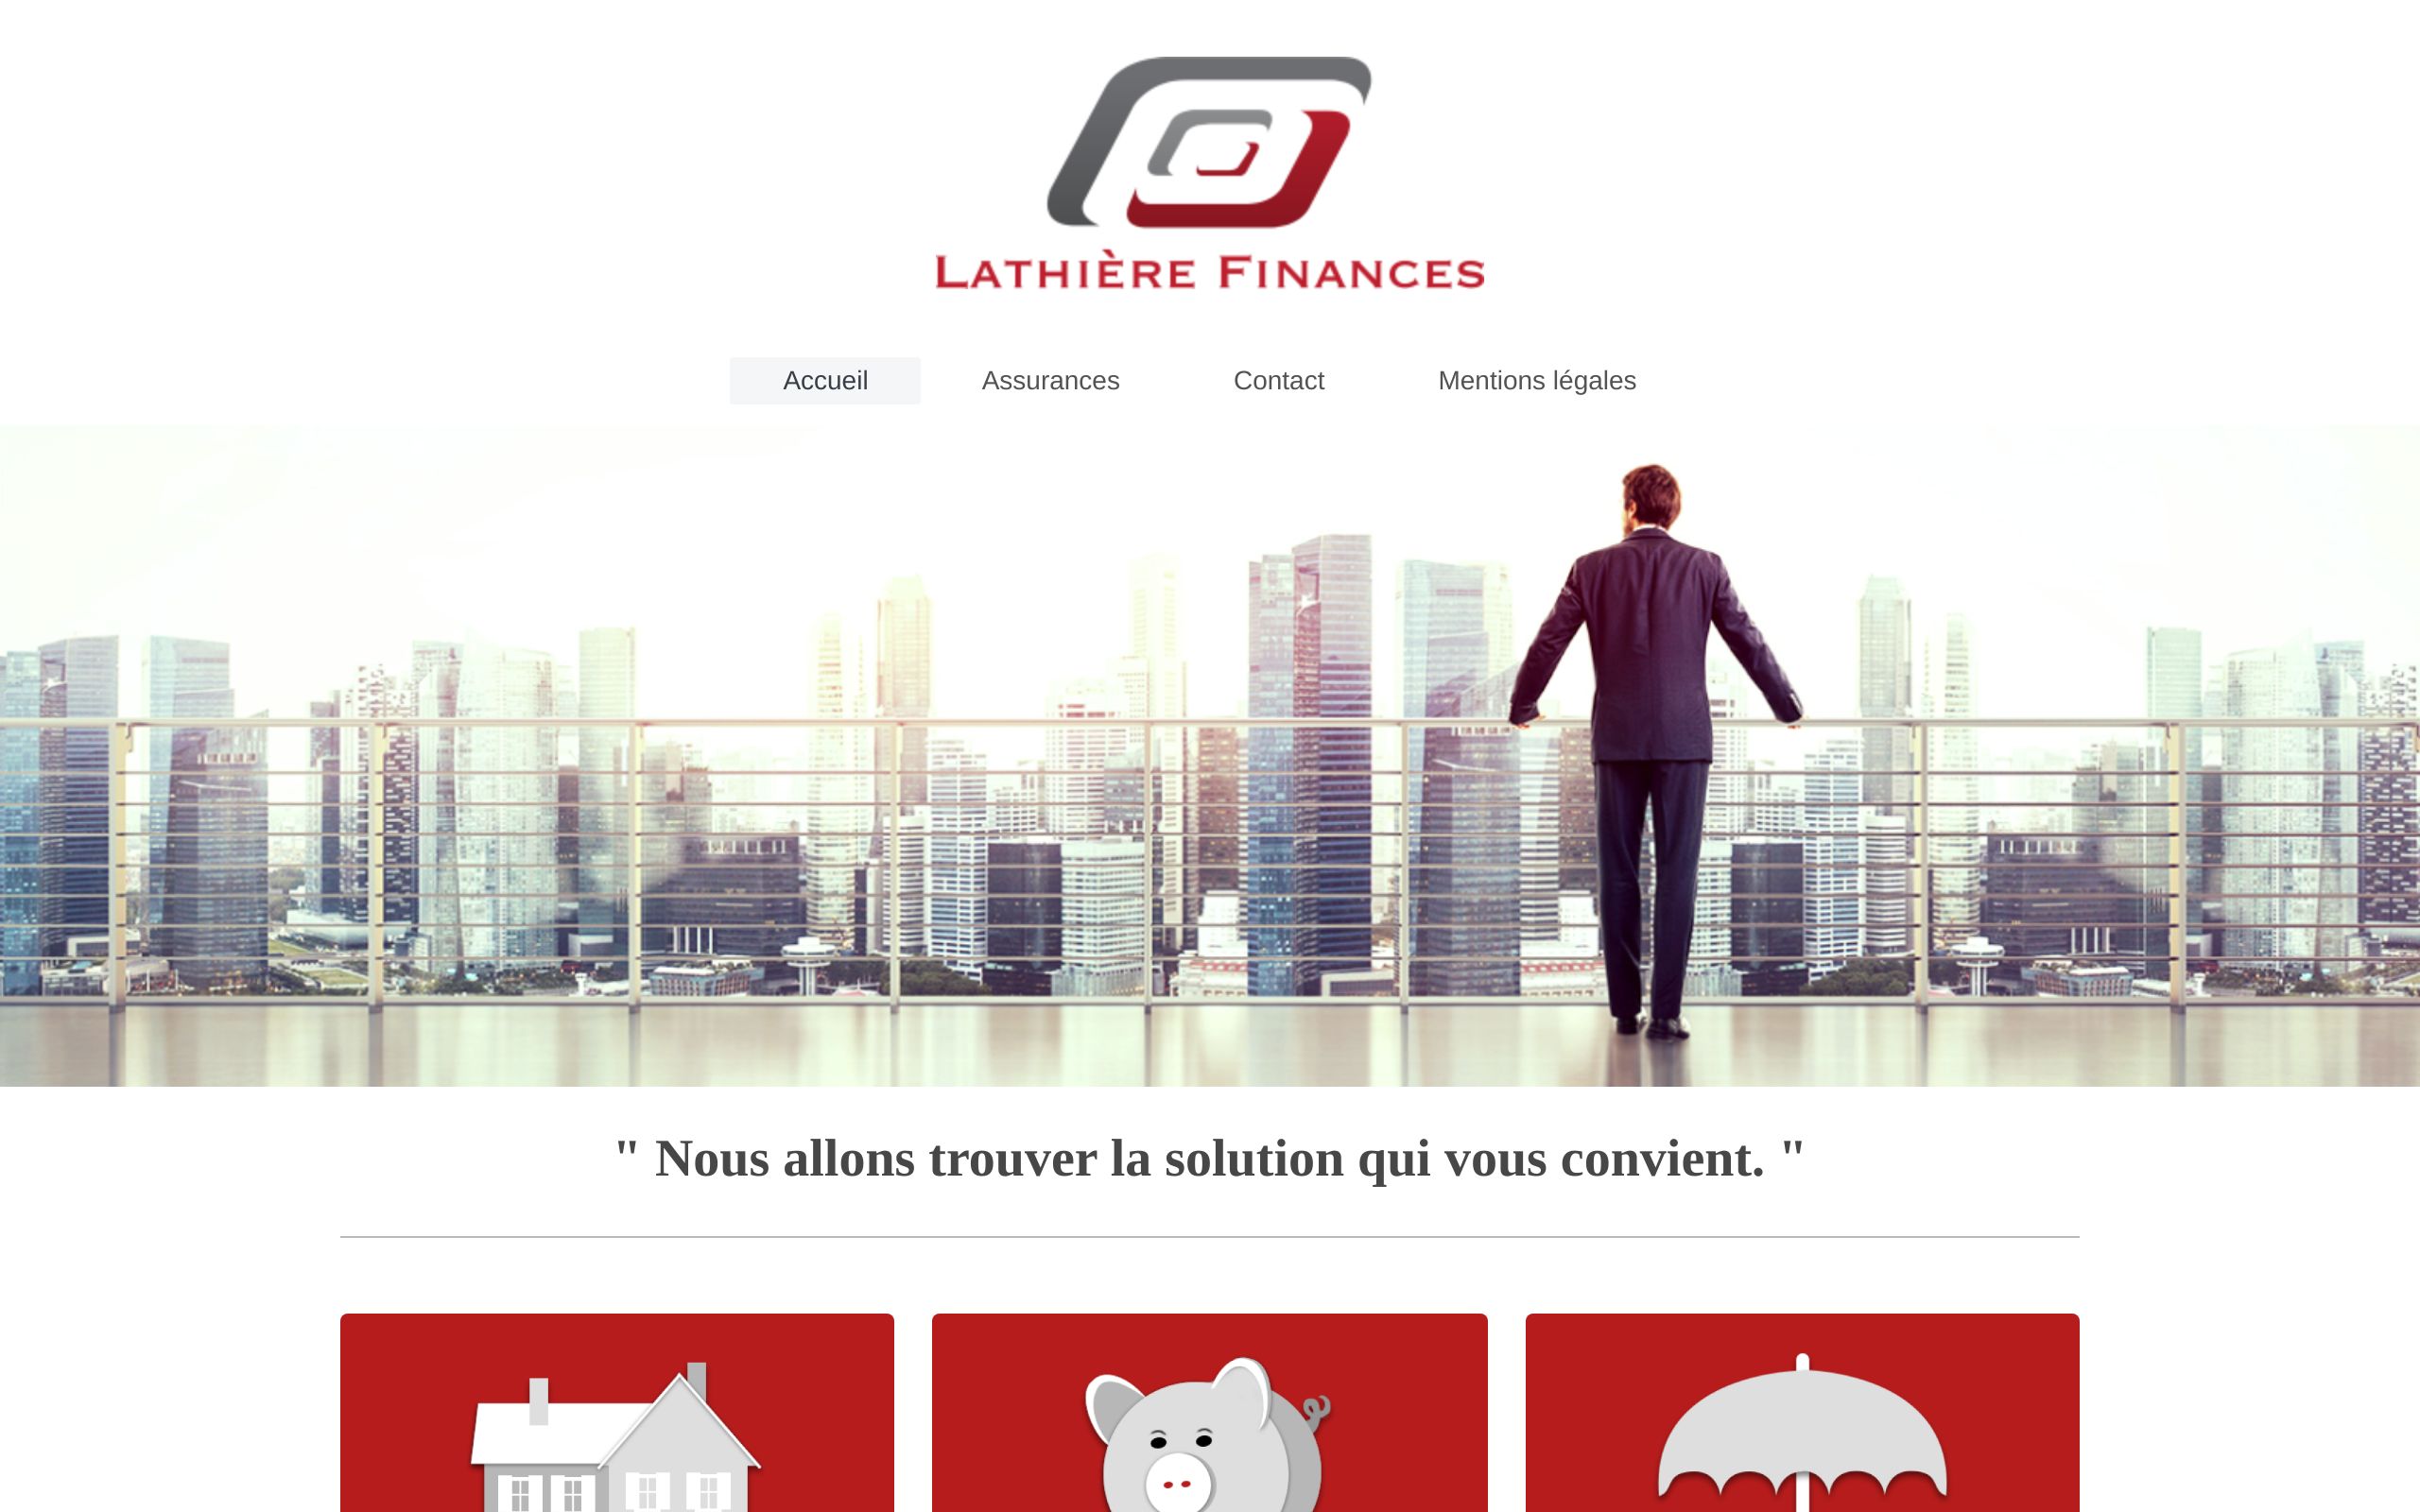 Lathière Finances
Accueil
Assurances
Contact
Mentions légales
" Nous allons trouver la solution qui vous convient. "